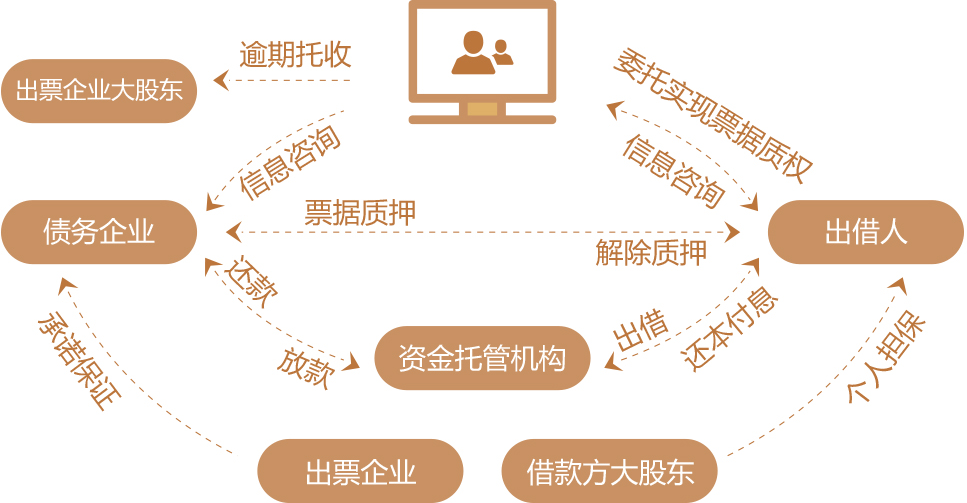 逾期托收
委托实现票据质权
出票企业大股东
信息咨询
信息咨询
债务企业
票据质押
解除质押
出借人
还款
放款
出借
还本付息
资金托管机构
承诺保证
个人担保
出票企业
借款方大股东